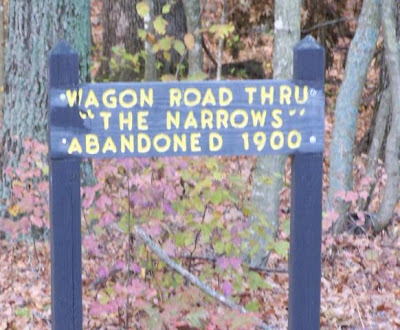 WAGON ROAD THRU
"THE NARROWS"
ABANDONED 1900